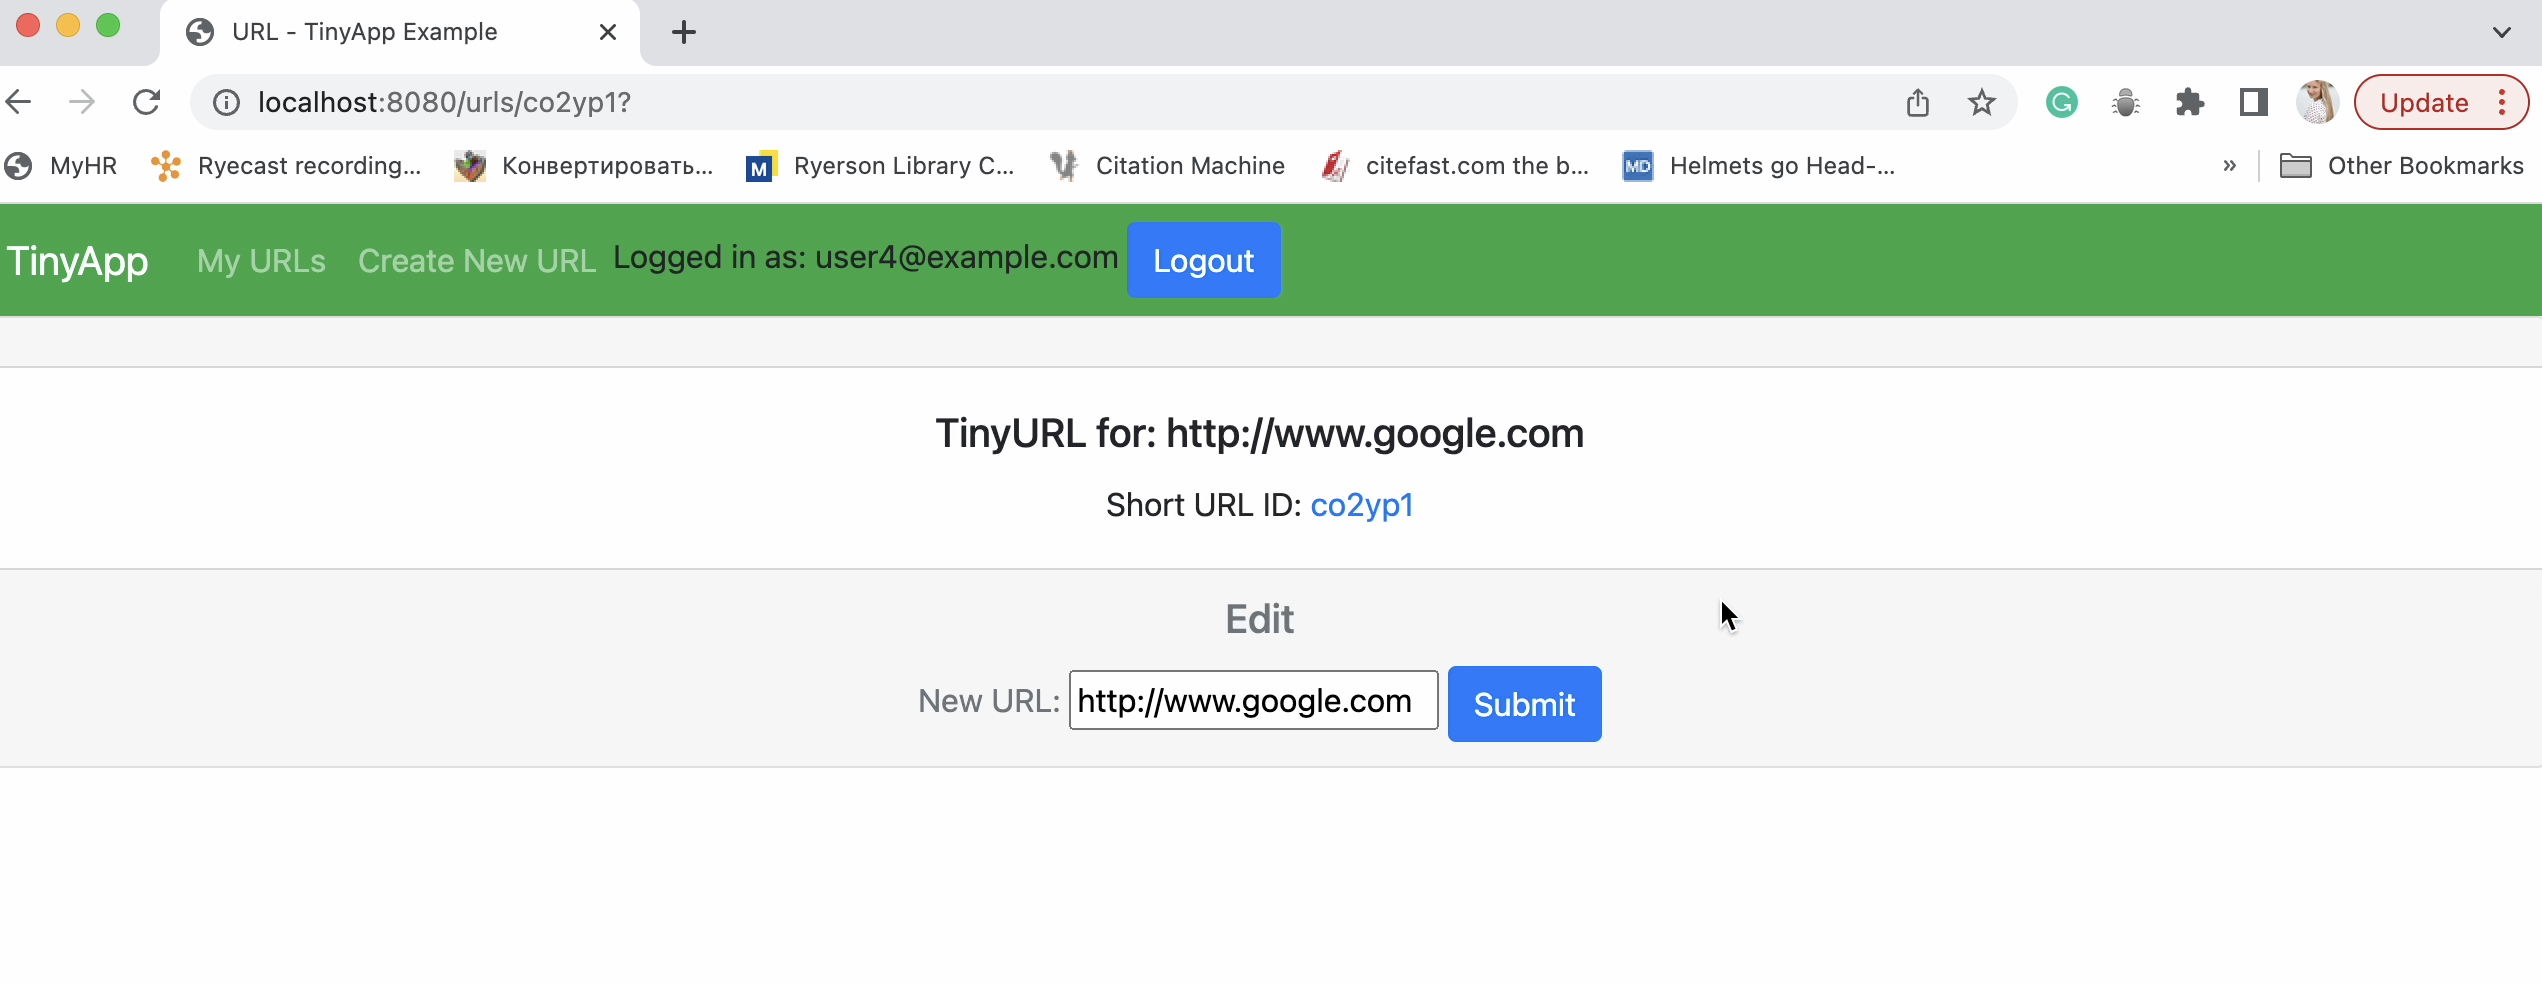 URL - TinyApp Example
localhost:8080/urls/co2yp1?
Update
MyHR Ryecast recording... Конвертировать... M Ryerson Library C... Citation Machine citefast.com the b... MD Helmets go Head-... » Other Bookmarks
TinyApp My URLs Create New URL Logged in as: user4@example.com Logout
TinyURL for: http://www.google.com
Short URL ID: co2yp1
Edit
New URL: http://www.google.com Submit